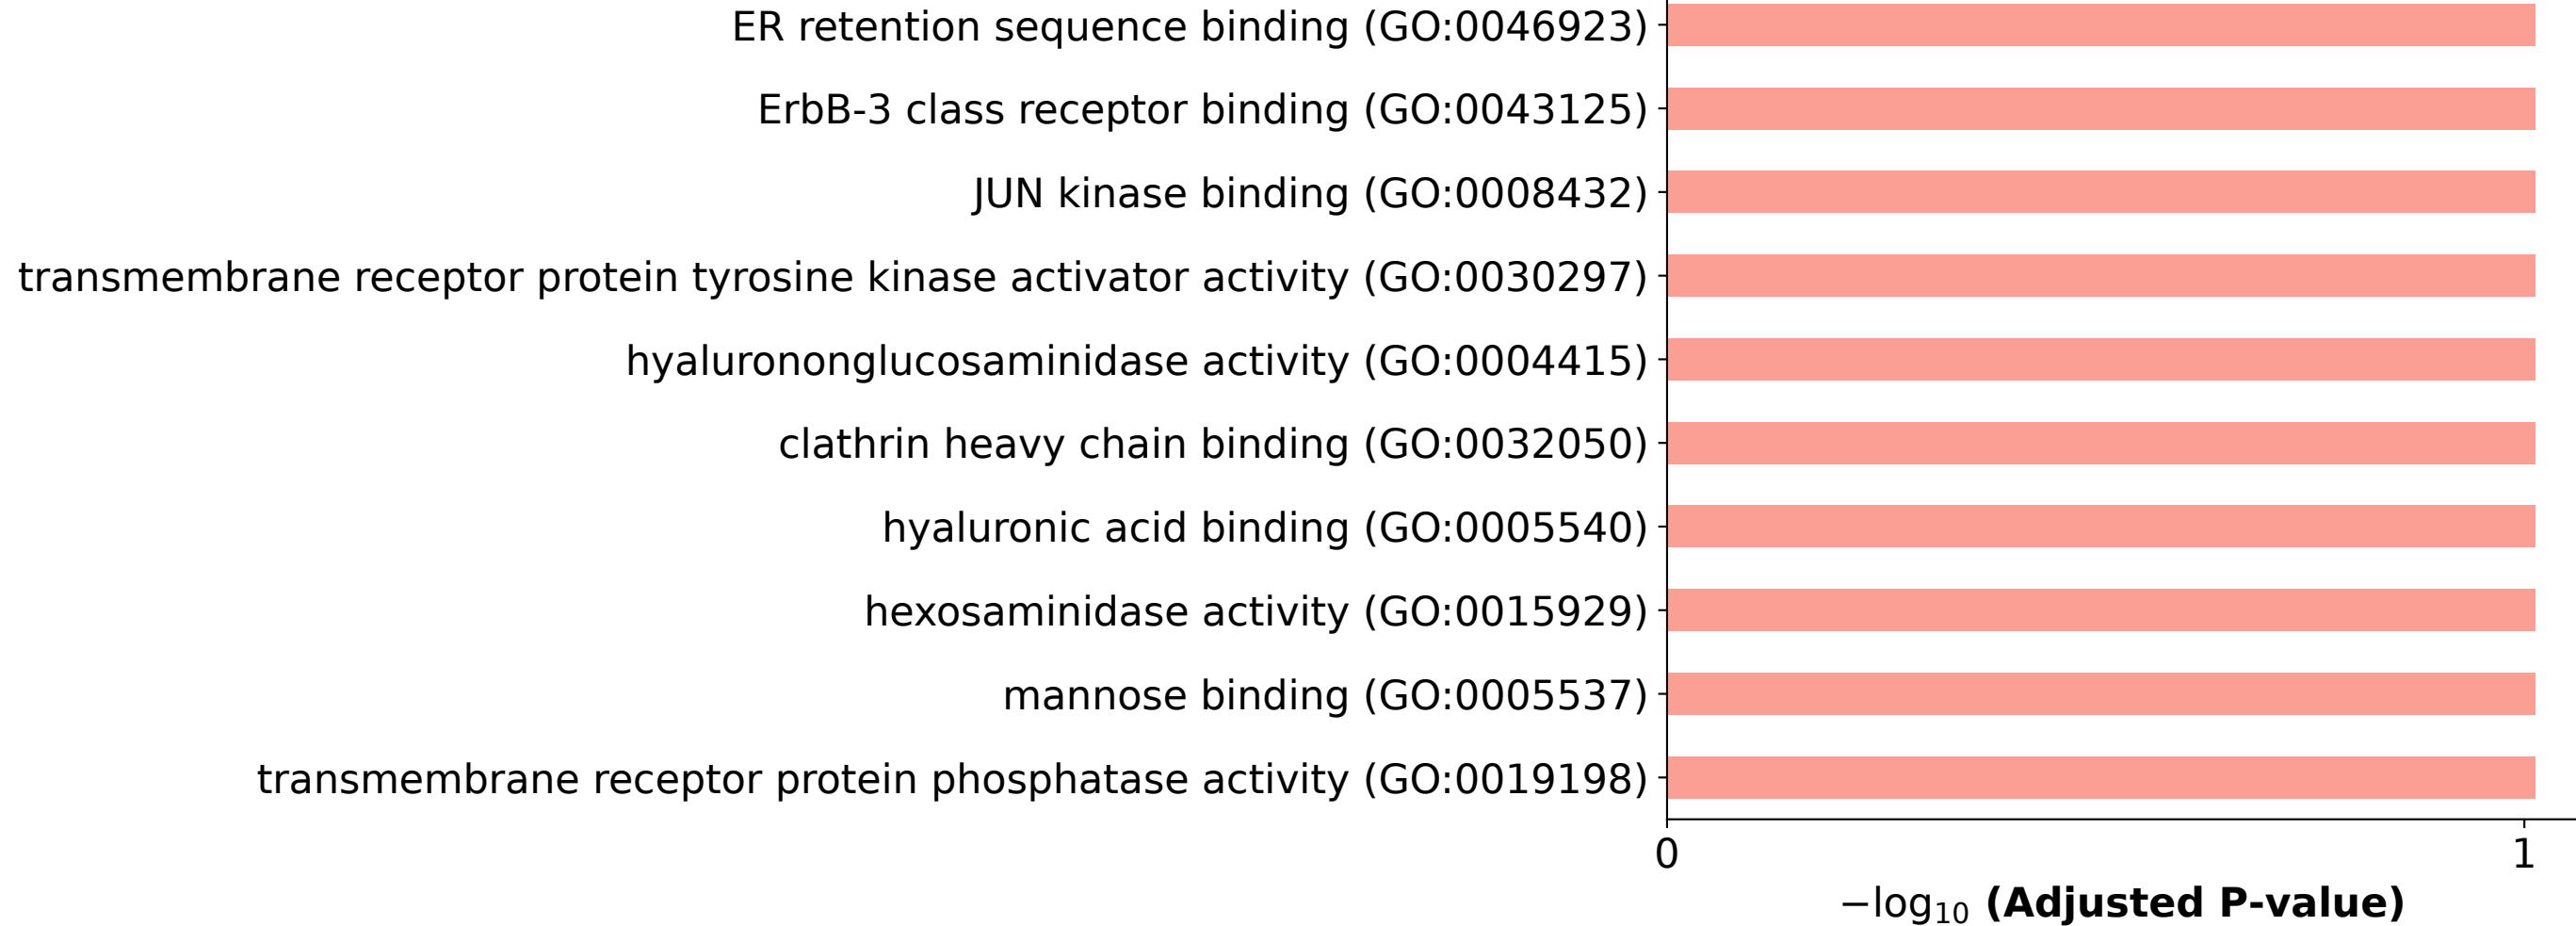 ER retention sequence binding (GO:0046923)
ErbB-3 class receptor binding (GO:0043125)
JUN kinase binding (GO:0008432)
transmembrane receptor protein tyrosine kinase activator activity (GO:0030297)
hyalurononglucosaminidase activity (GO:0004415)
clathrin heavy chain binding (GO:0032050)
hyaluronic acid binding (GO:0005540)
hexosaminidase activity (GO:0015929)
mannose binding (GO:0005537)
transmembrane receptor protein phosphatase activity (GO:0019198)
0 1
−log₁₀ (Adjusted P-value)